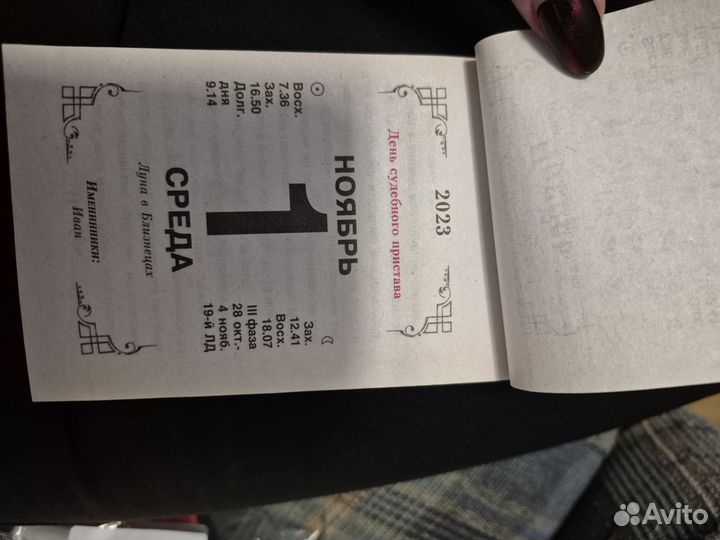 2023
День судебного пристава
НОЯБРЬ
1
СРЕДА
Восх.
7.36
Зах.
16.50
Долг.
дня
9.14
Зах.
12.41
Восх.
18.07
III фаза
28 окт.-
4 нояб.
19-й ЛД
Луна в Близнецах
Именинники:
Иван
Avito